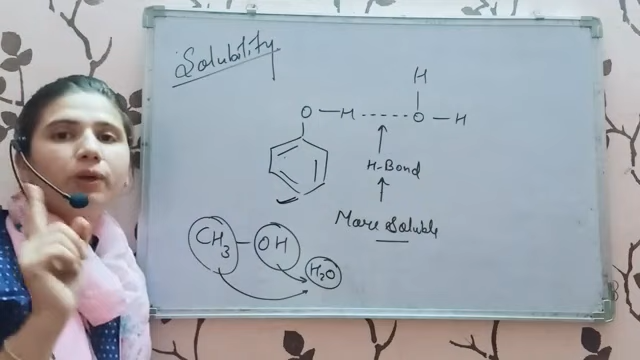 Solubility
H
O — H ------ O — H
H-Bond
More Soluble
CH₃ — OH
H₂O